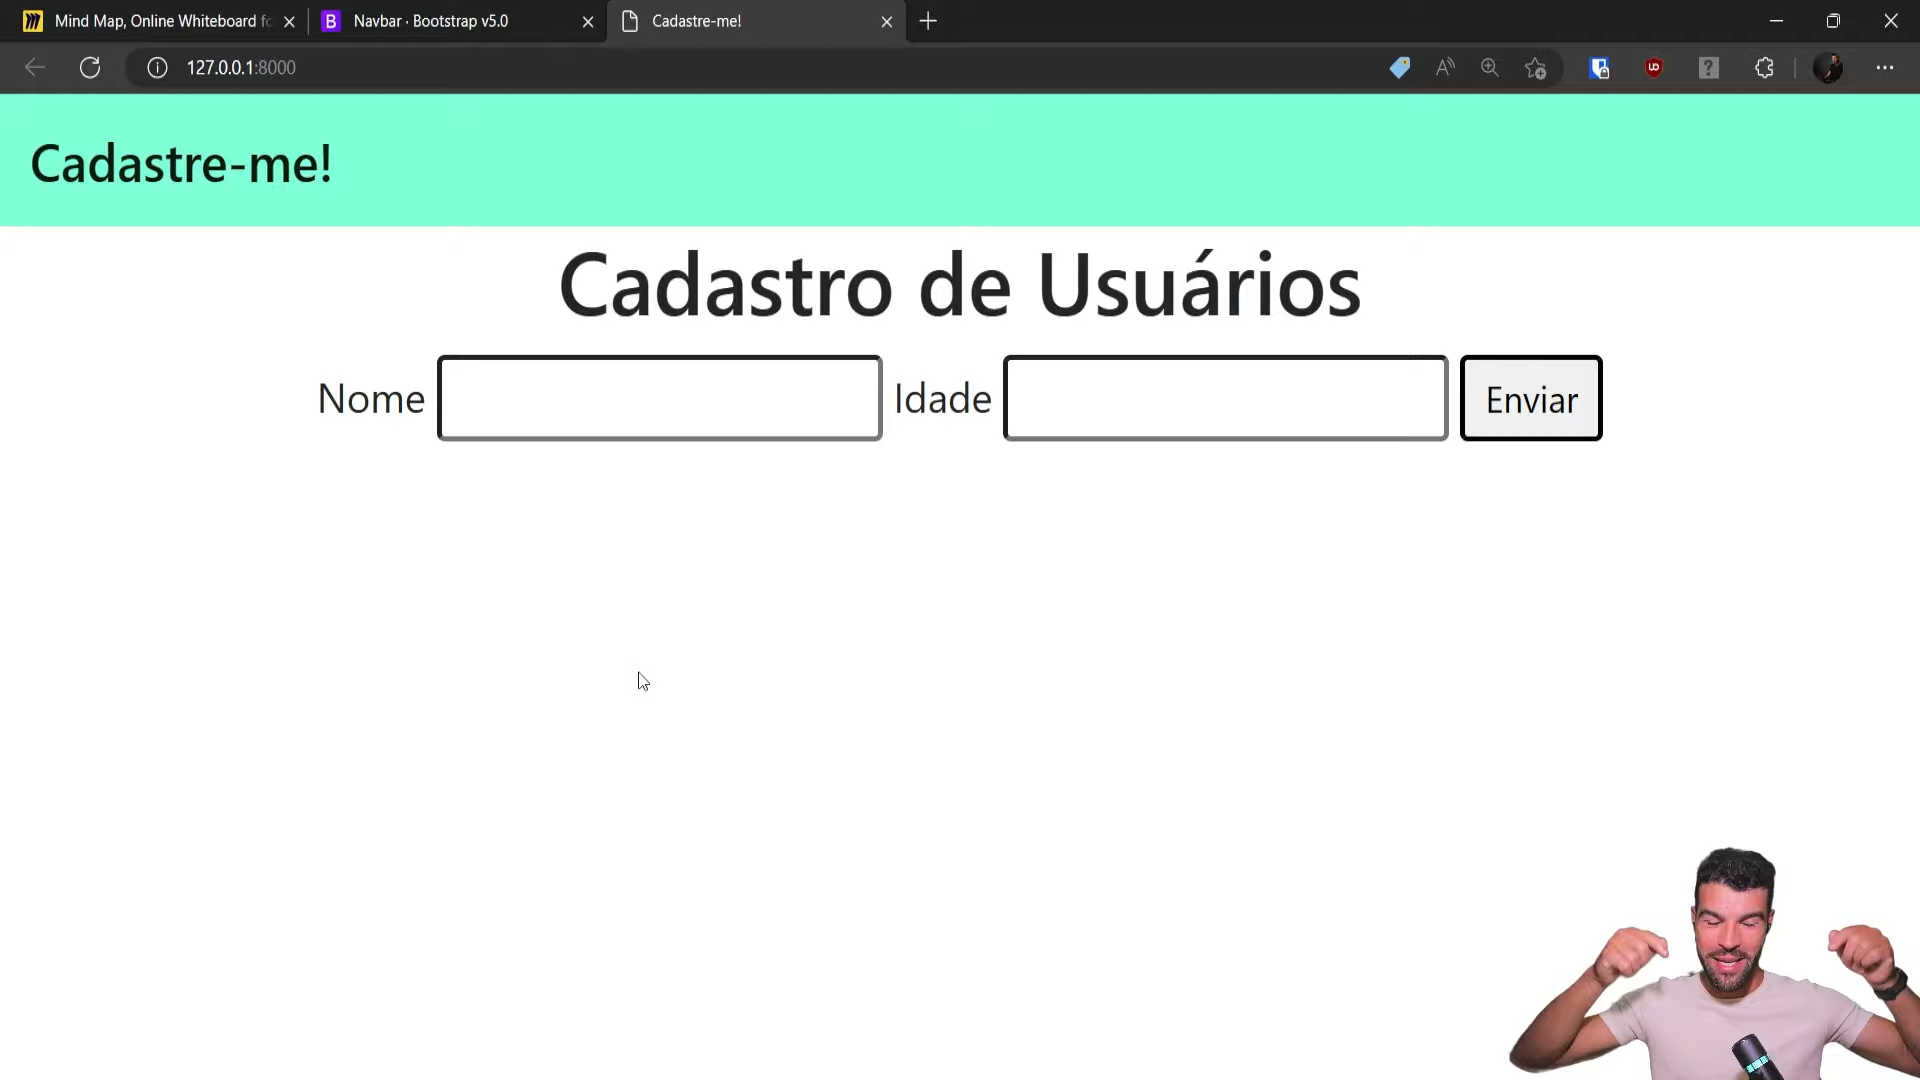 Mind Map, Online Whiteboard fo
Navbar · Bootstrap v5.0
Cadastre-me!
127.0.0.1:8000
Cadastre-me!
Cadastro de Usuários
Nome
Idade
Enviar